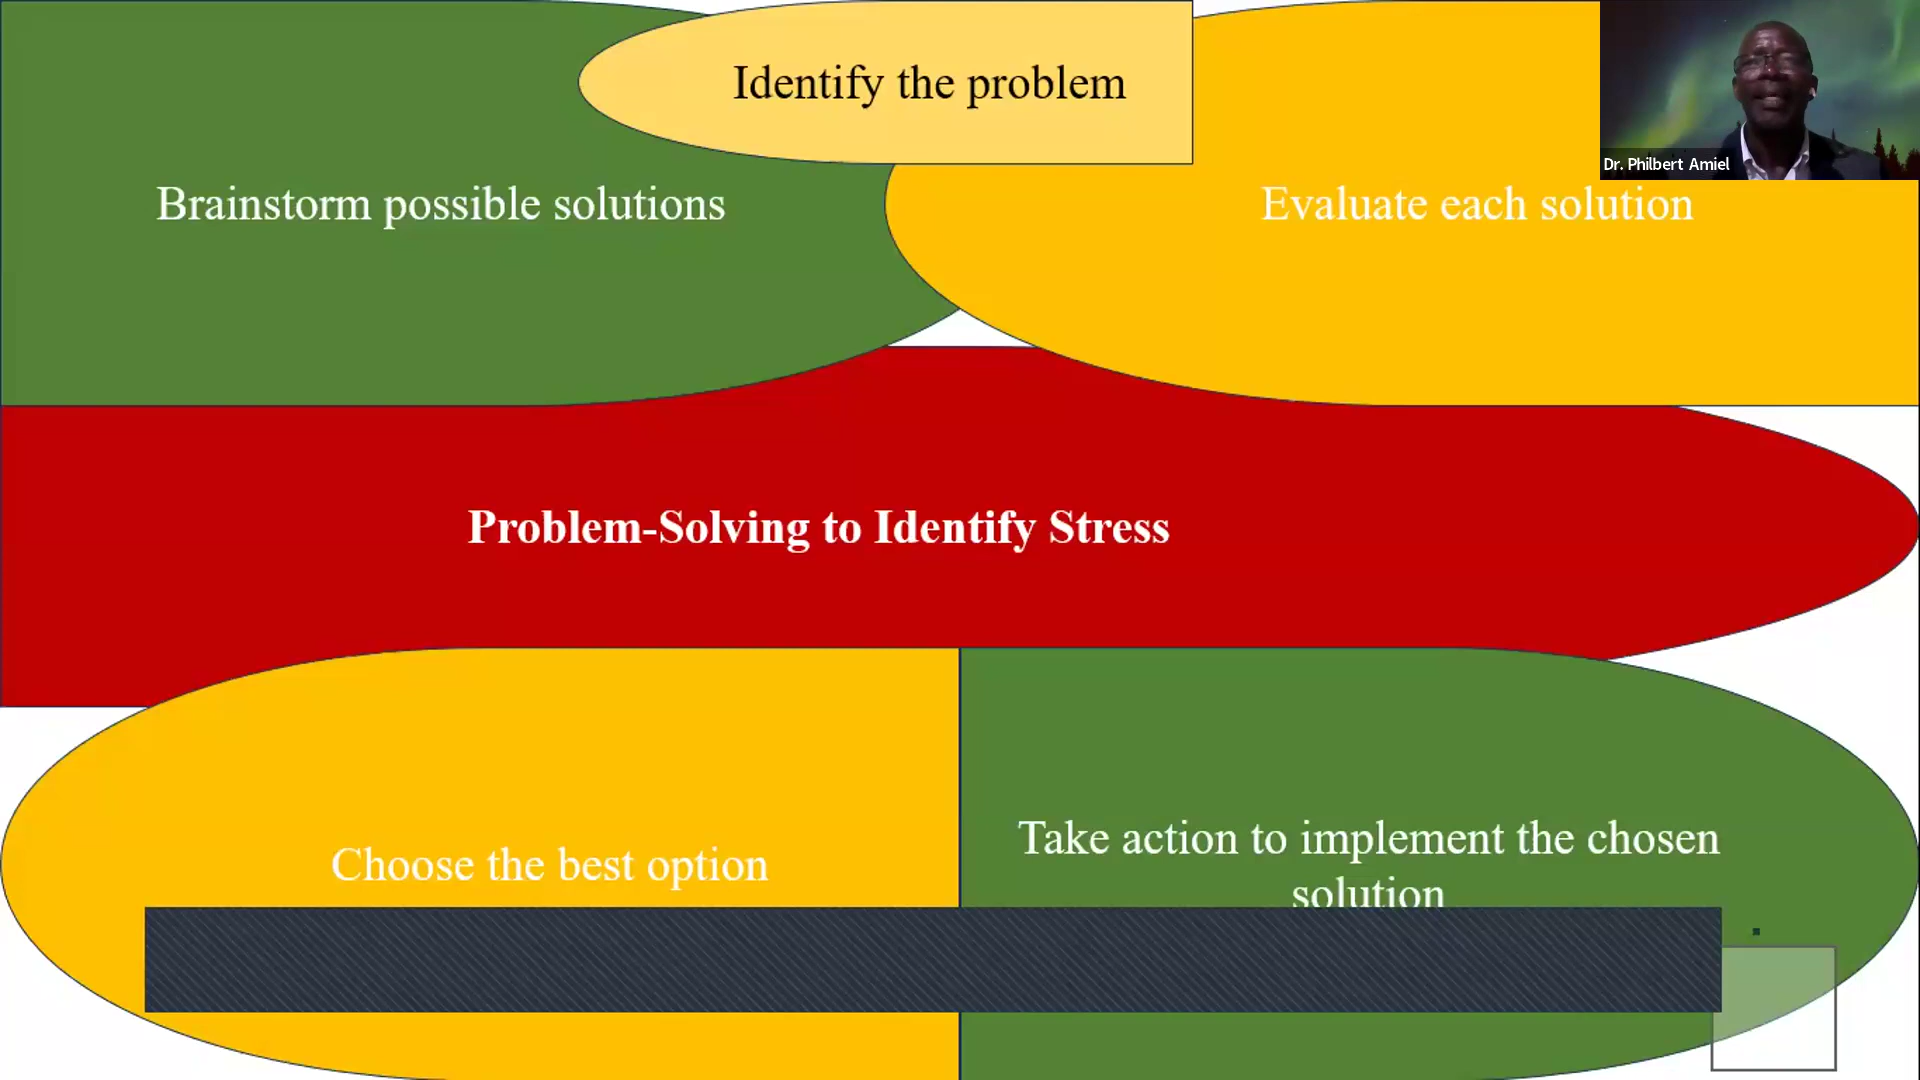 Identify the problem
Dr. Philbert Amiel
Brainstorm possible solutions
Evaluate each solution
Problem-Solving to Identify Stress
Choose the best option
Take action to implement the chosen
solution